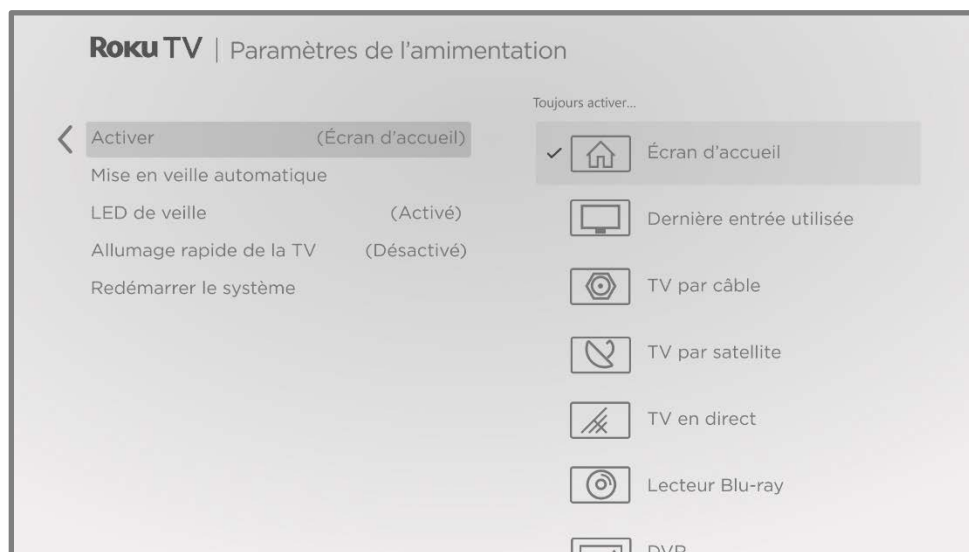 Roku TV | Paramètres de l'amimentation
Toujours activer...
Activer (Écran d'accueil)
Mise en veille automatique
LED de veille (Activé)
Allumage rapide de la TV (Désactivé)
Redémarrer le système
Écran d'accueil
Dernière entrée utilisée
TV par câble
TV par satellite
TV en direct
Lecteur Blu-ray
DVR